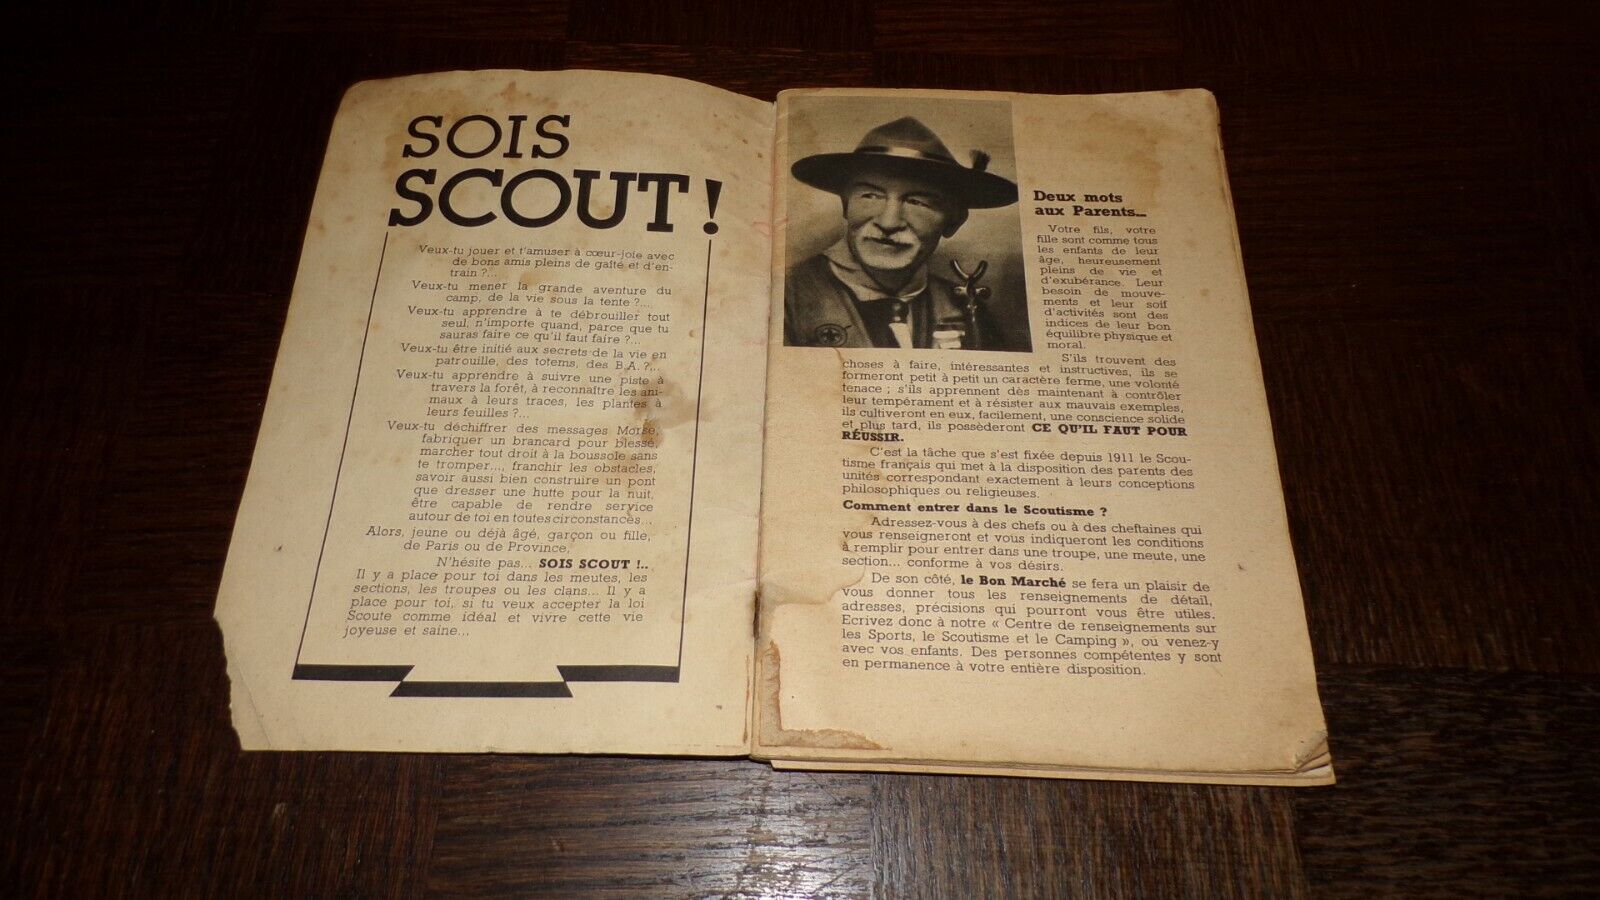 SOIS
SCOUT !
Veux-tu jouer et t'amuser à cœur-joie avec
de bons amis pleins de gaîté et d'en-
train ?...
Veux-tu mener la grande aventure du
camp, de la vie sous la tente ?....
Veux-tu apprendre à te débrouiller tout
seul, n'importe quand, parce que tu
sauras faire ce qu'il faut faire ?...
Veux-tu être initié aux secrets de la vie en
patrouille, des totems, des B.A. ?...
Veux-tu apprendre à suivre une piste à
travers la forêt, à reconnaître les ani-
maux à leurs traces, les plantes à
leurs feuilles ?...
Veux-tu déchiffrer des messages Morse,
fabriquer un brancard pour blessé,
marcher tout droit à la boussole sans
te tromper..., franchir les obstacles,
savoir aussi bien construire un pont
que dresser une hutte pour la nuit,
être capable de rendre service
autour de toi en toutes circonstances...
Alors, jeune ou déjà âgé, garçon ou fille,
de Paris ou de Province,
N'hésite pas... SOIS SCOUT !..
Il y a place pour toi dans les meutes, les
sections, les troupes ou les clans... Il y a
place pour toi, si tu veux accepter la loi
Scoute comme idéal et vivre cette vie
joyeuse et saine...
Deux mots
aux Parents...
Votre fils, votre
fille sont comme tous
les enfants de leur
âge, heureusement
pleins de vie et
d'exubérance. Leur
besoin de mouve-
ments et leur soif
d'activités sont des
indices de leur bon
équilibre physique et
moral.
S'ils trouvent des
choses à faire, intéressantes et instructives, ils se
formeront petit à petit un caractère ferme, une volonté
tenace ; s'ils apprennent dès maintenant à contrôler
leur tempérament et à résister aux mauvais exemples,
ils cultiveront en eux, facilement, une conscience solide
et plus tard, ils possèderont CE QU'IL FAUT POUR
RÉUSSIR.
C'est la tâche que s'est fixée depuis 1911 le Scou-
tisme français qui met à la disposition des parents des
unités correspondant exactement à leurs conceptions
philosophiques ou religieuses.
Comment entrer dans le Scoutisme ?
Adressez-vous à des chefs ou à des cheftaines qui
vous renseigneront et vous indiqueront les conditions
à remplir pour entrer dans une troupe, une meute, une
section... conforme à vos désirs.
De son côté, le Bon Marché se fera un plaisir de
vous donner tous les renseignements de détail,
adresses, précisions qui pourront vous être utiles.
Ecrivez donc à notre « Centre de renseignements sur
les Sports, le Scoutisme et le Camping », ou venez-y
avec vos enfants. Des personnes compétentes y sont
en permanence à votre entière disposition.